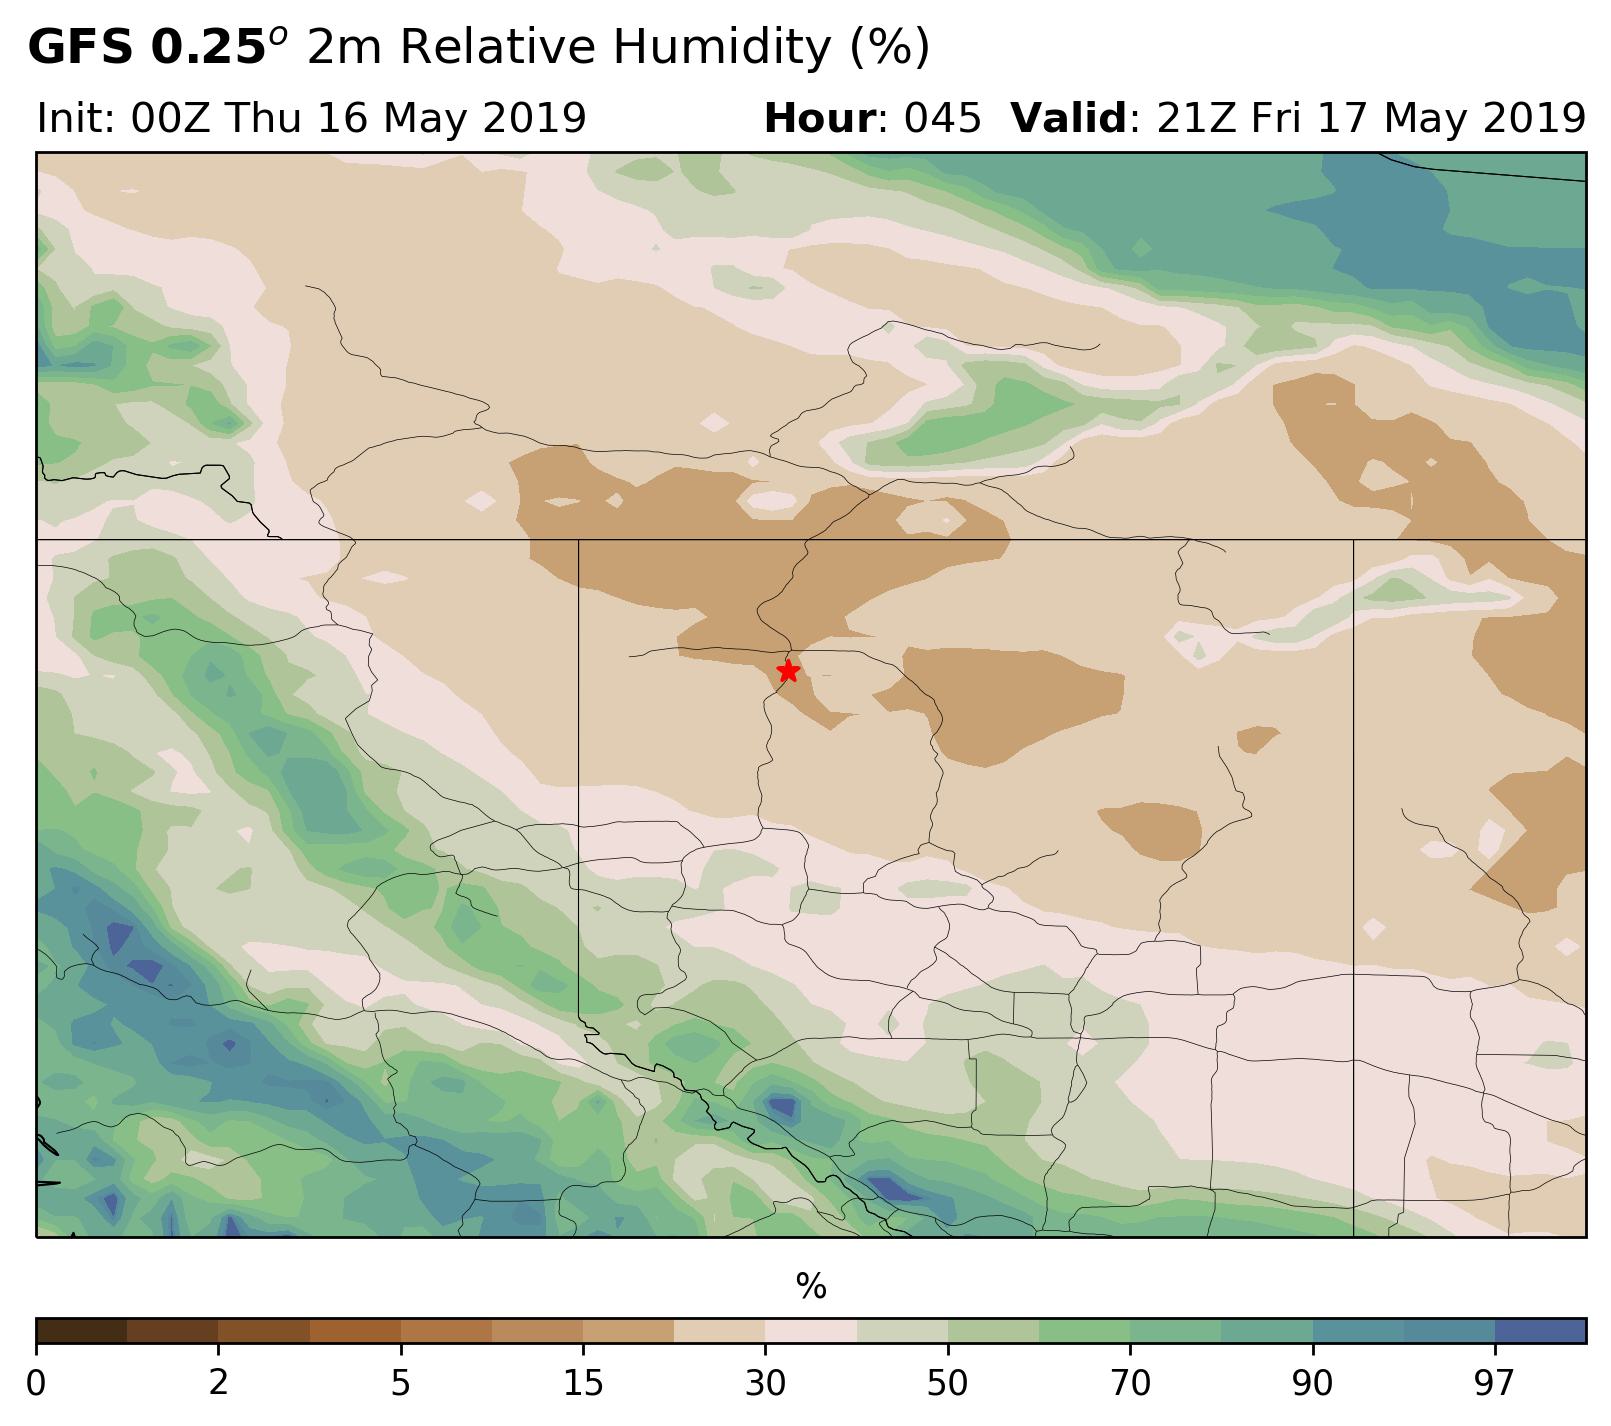 GFS 0.25° 2m Relative Humidity (%)
Init: 00Z Thu 16 May 2019 Hour: 045 Valid: 21Z Fri 17 May 2019
%
0 2 5 15 30 50 70 90 97